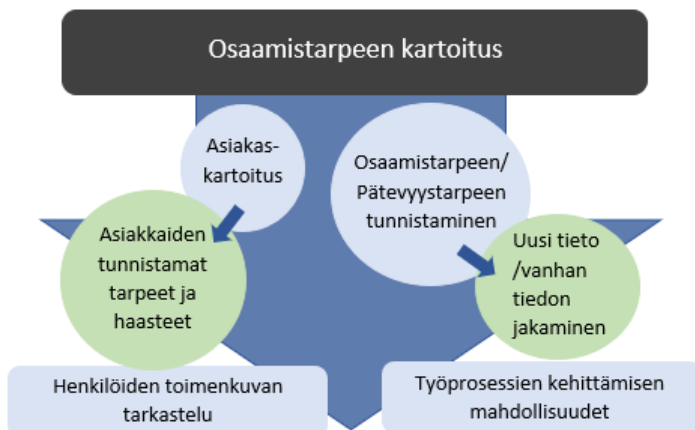 Osaamistarpeen kartoitus
Asiakas-
kartoitus
Osaamistarpeen/
Pätevyystarpeen
tunnistaminen
Asiakkaiden
tunnistamat
tarpeet ja
haasteet
Uusi tieto
/vanhan
tiedon
jakaminen
Henkilöiden toimenkuvan
tarkastelu
Työprosessien kehittämisen
mahdollisuudet